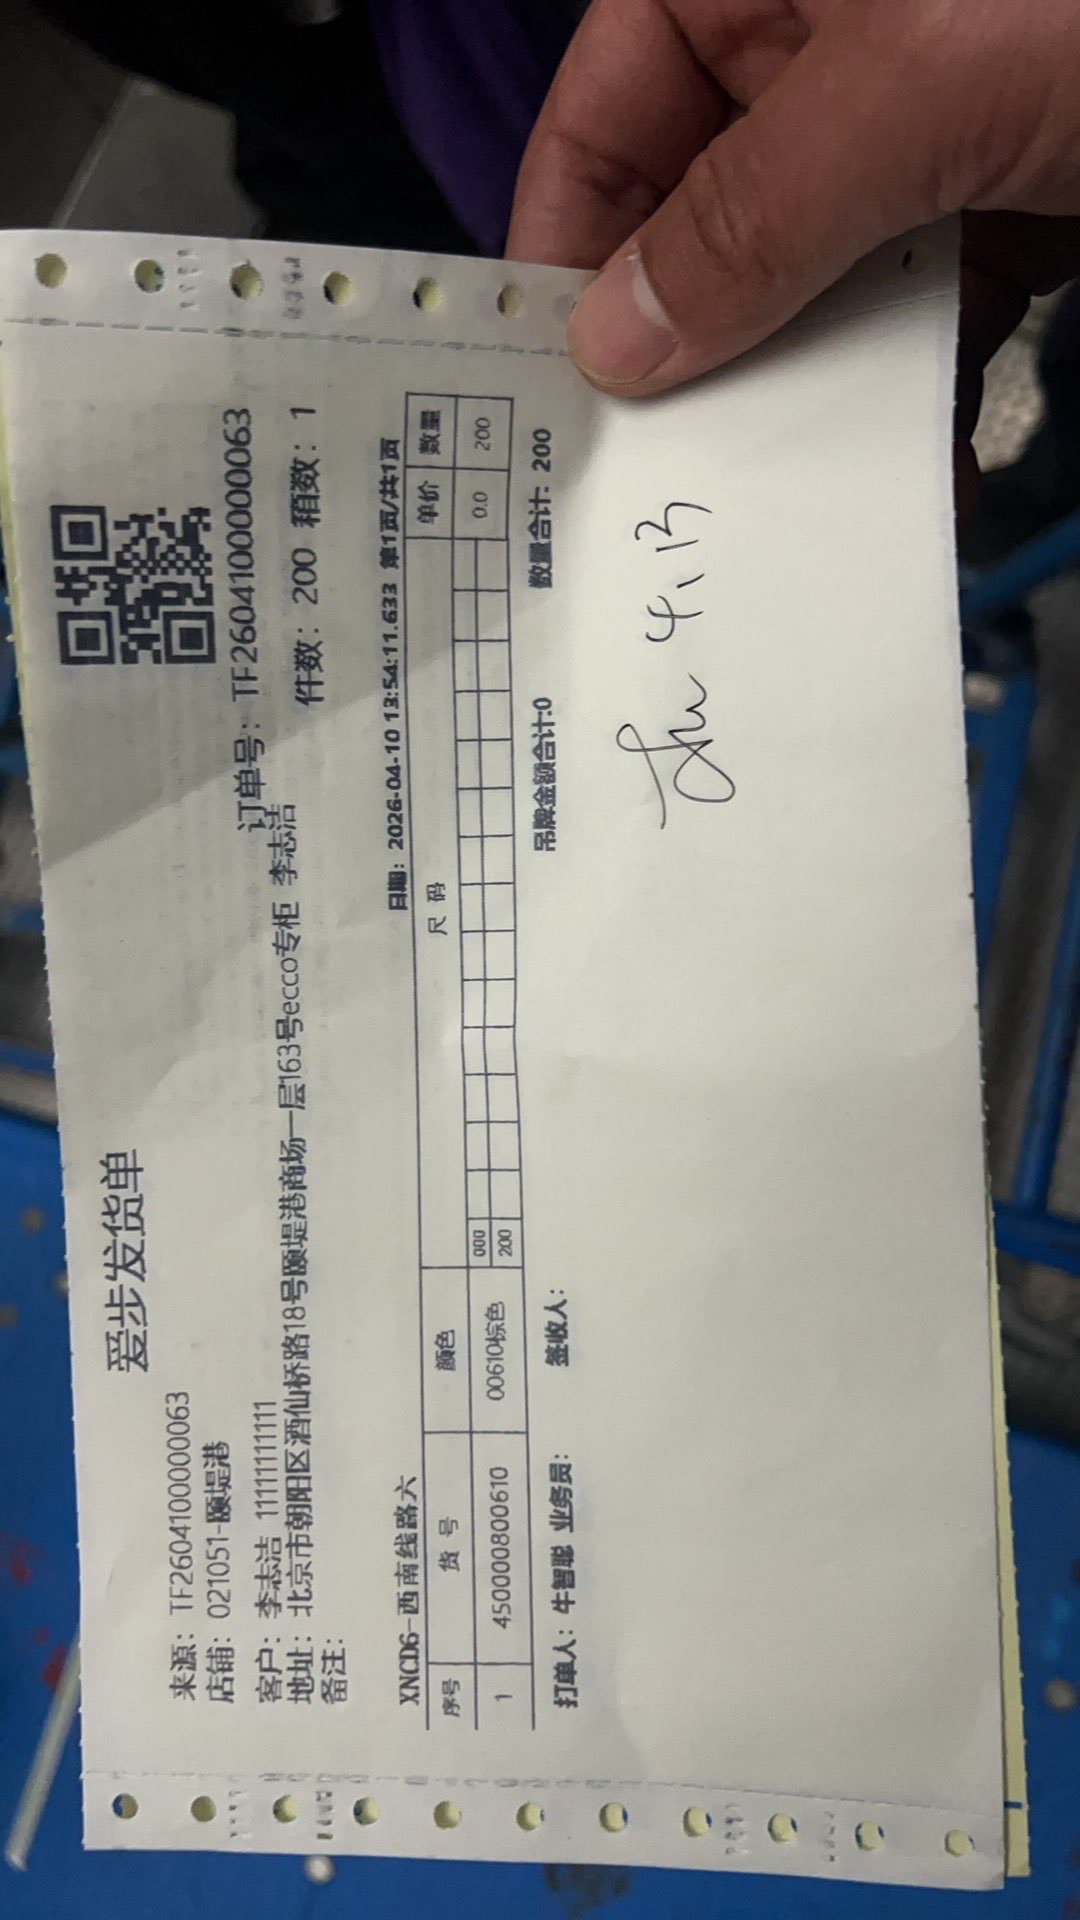 爱步发货单
来源：TF260410000063
店铺：021051-颐堤港
订单号：TF260410000063
客户：李志洁 11111111111
件数：200 箱数：1
地址：北京市朝阳区酒仙桥路18号颐堤港商场一层163号ecco专柜 李志洁
备注：
XNCD6-西南线路六 日期：2026-04-10 13:54:11.633 第1页/共1页
序号 货 号 颜色 尺 码 单价 数量
000
1 450000800610 00610棕色 200 0.0 200
打单人：牛智聪 业务员： 签收人： 吊牌金额合计:0 数量合计：200
4.13